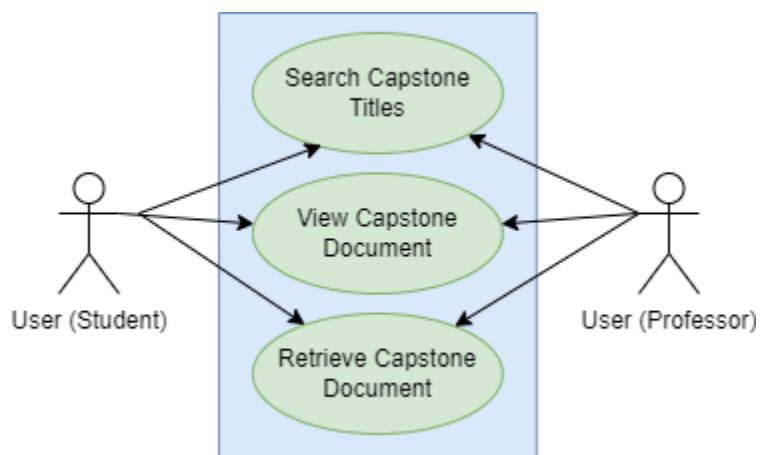 Search Capstone
Titles
View Capstone
Document
User (Student)
User (Professor)
Retrieve Capstone
Document